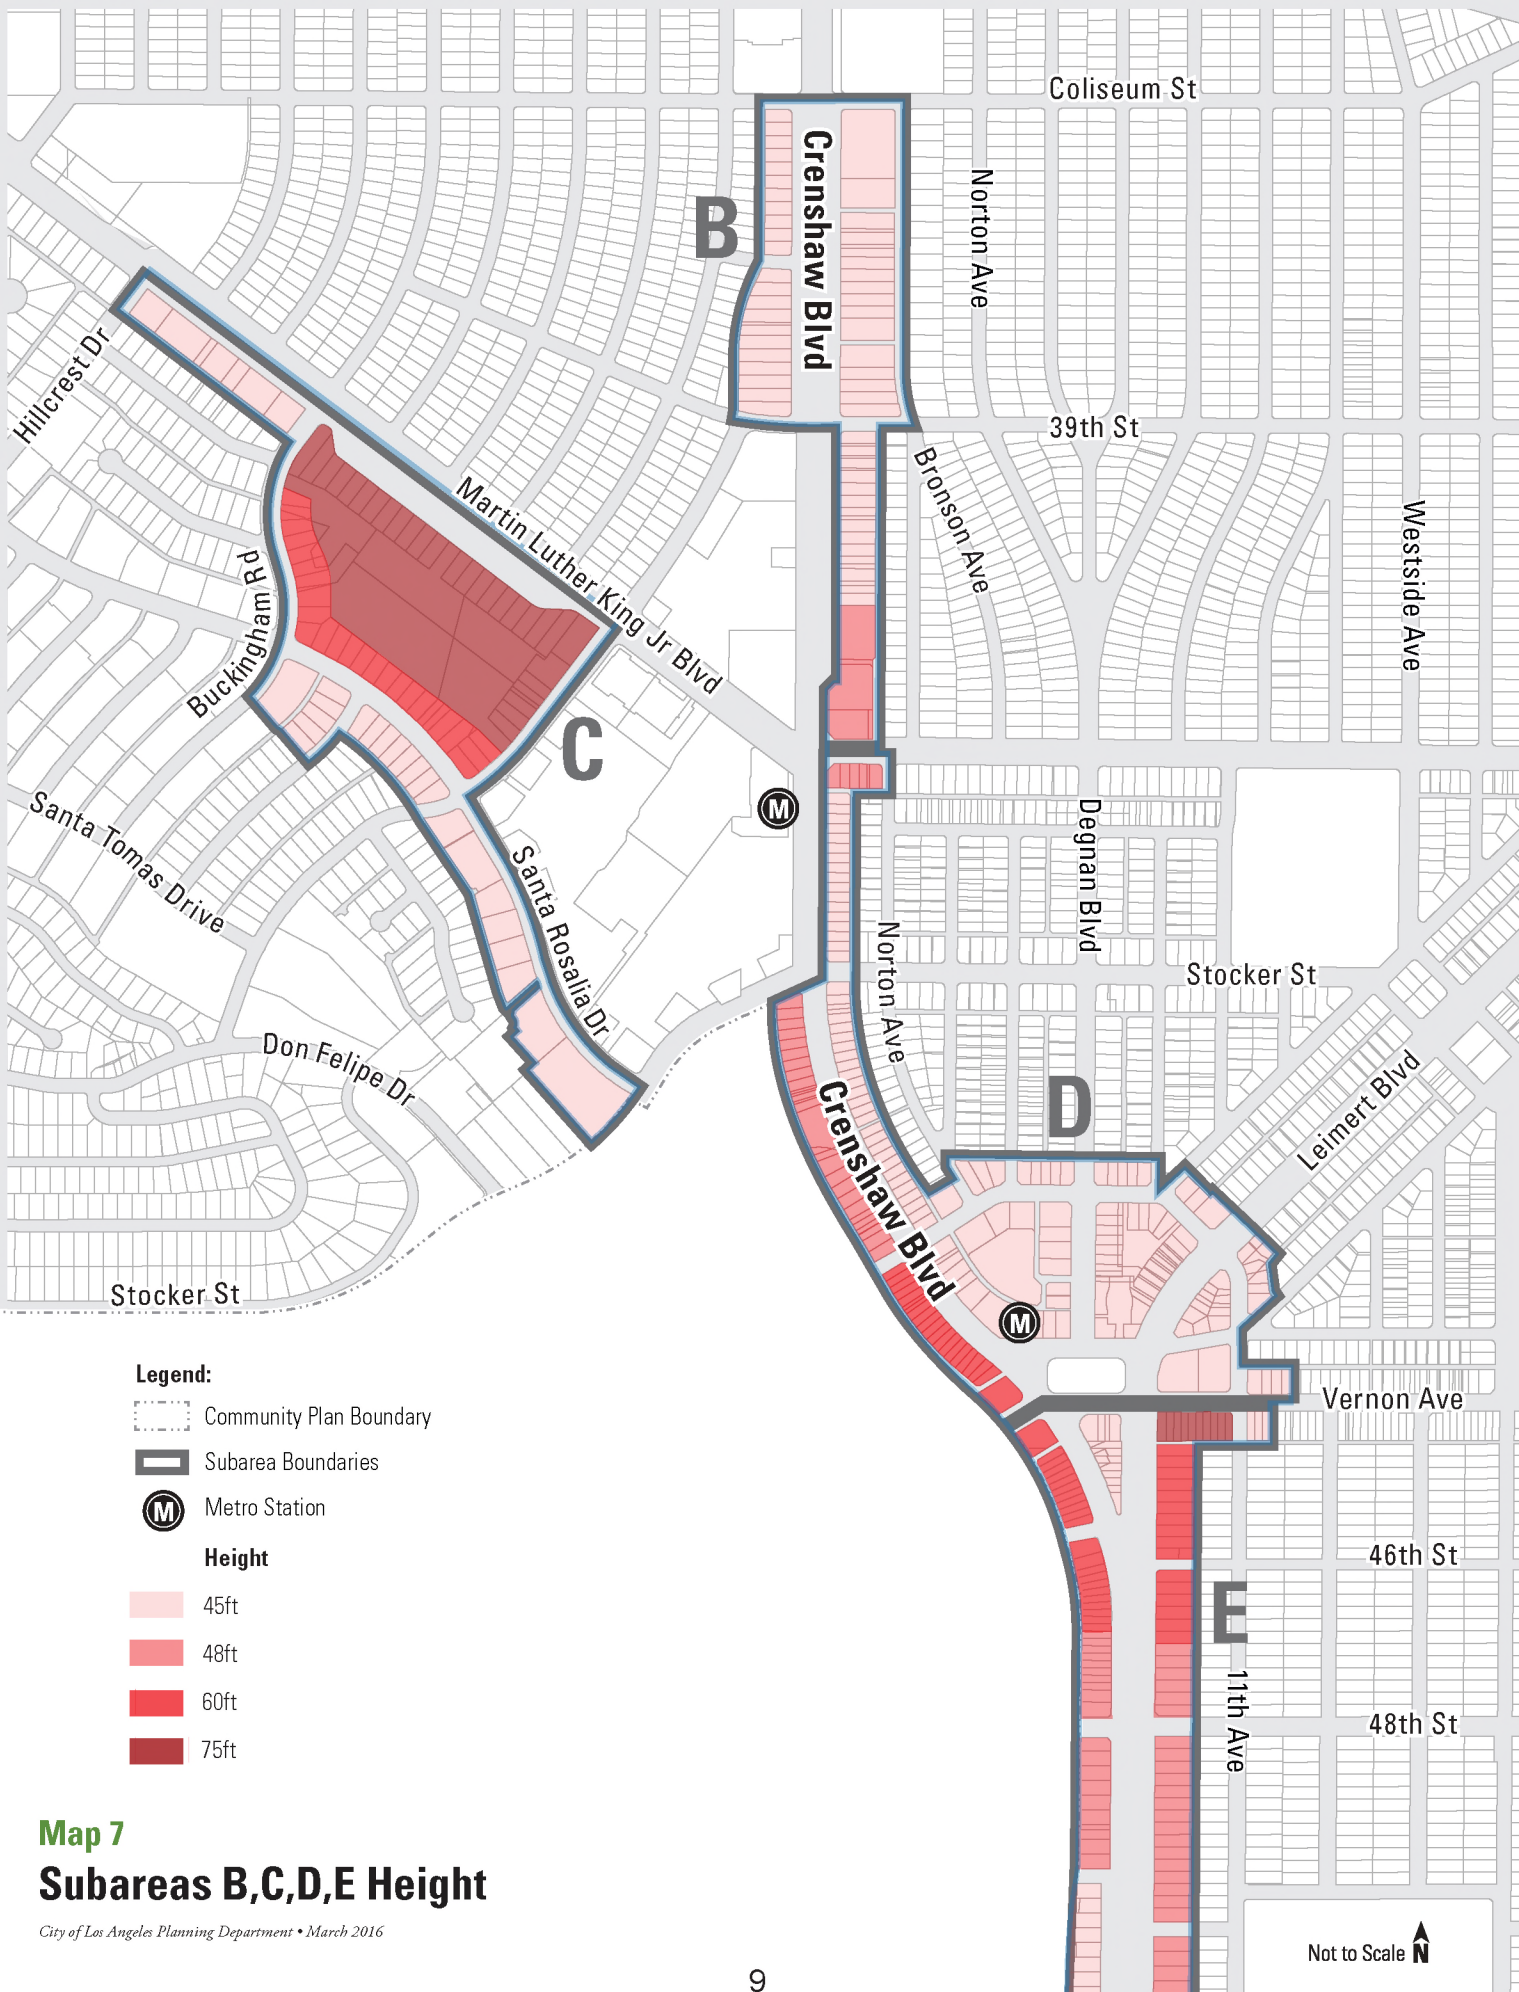 Coliseum St
Crenshaw Blvd
Norton Ave
B
Hillcrest Dr
39th St
Bronson Ave
Martin Luther King Jr Blvd
Westside Ave
Buckingham Rd
C
M
Santa Tomas Drive
Santa Rosalia Dr
Degnan Blvd
Norton Ave
Stocker St
Don Felipe Dr
Leimert Blvd
D
Crenshaw Blvd
Stocker St
M
Vernon Ave
Legend:
Community Plan Boundary
Subarea Boundaries
M Metro Station
Height
45ft
48ft
60ft
75ft
46th St
E
11th Ave
48th St
Map 7
Subareas B,C,D,E Height
City of Los Angeles Planning Department • March 2016
Not to Scale N
9